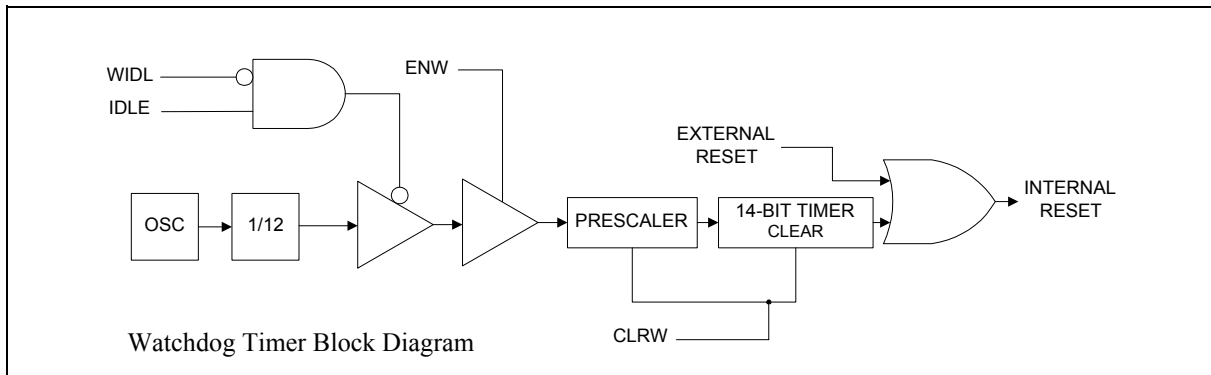 WIDL
IDLE
ENW
EXTERNAL
RESET
INTERNAL
RESET
OSC
1/12
PRESCALER
14-BIT TIMER
CLEAR
CLRW
Watchdog Timer Block Diagram